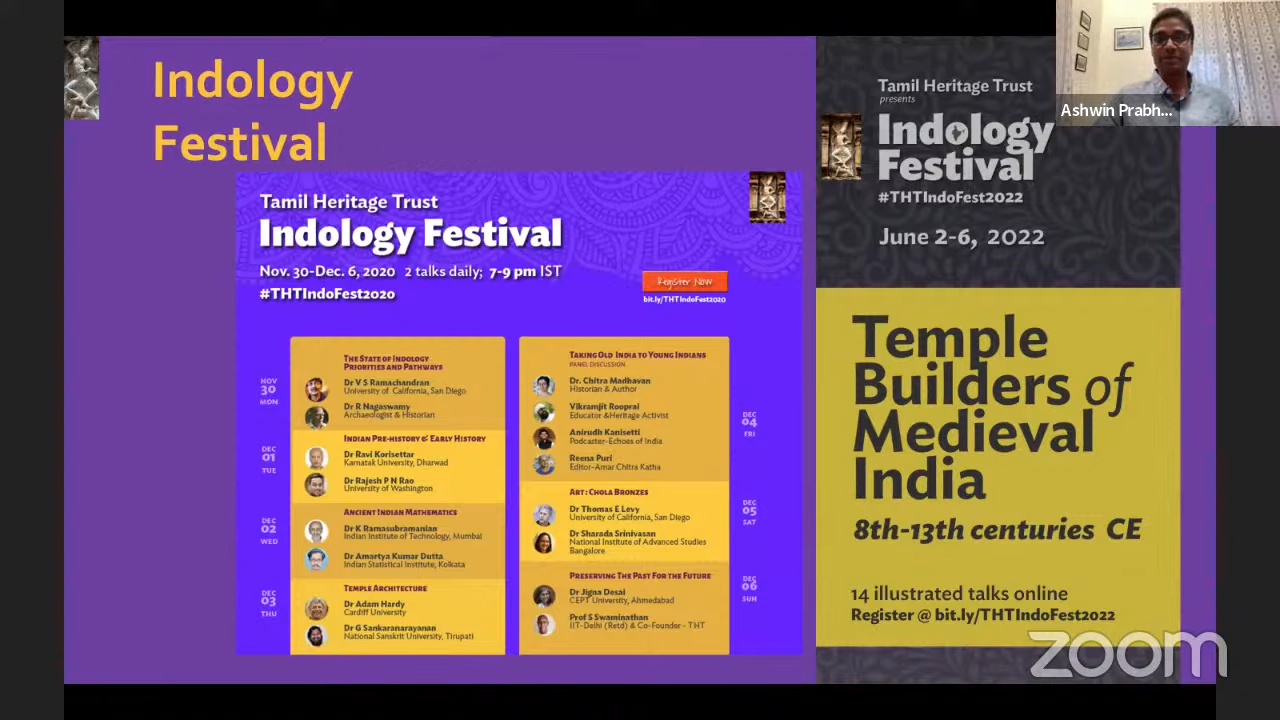 Indology
Festival
Tamil Heritage Trust
Indology Festival
Nov. 30-Dec. 6, 2020 2 talks daily; 7-9 pm IST
#THTIndoFest2020
Register Now
bit.ly/THTIndoFest2020
NOV
30
MON
The State of Indology
Priorities and Pathways
Dr V S Ramachandran
University of California, San Diego
Dr R Nagaswamy
Archaeologist & Historian
DEC
01
TUE
Indian Pre-history & Early History
Dr Ravi Korisettar
Karnatak University, Dharwad
Dr Rajesh P N Rao
University of Washington
DEC
02
WED
Ancient Indian Mathematics
Dr K Ramasubramanian
Indian Institute of Technology, Mumbai
Dr Amartya Kumar Dutta
Indian Statistical Institute, Kolkata
DEC
03
THU
Temple Architecture
Dr Adam Hardy
Cardiff University
Dr G Sankaranarayanan
National Sanskrit University, Tirupati
Taking Old India to Young Indians
PANEL DISCUSSION
Dr. Chitra Madhavan
Historian & Author
Vikramjit Rooprai
Educator &Heritage Activist
Anirudh Kanisetti
Podcaster-Echoes of India
Reena Puri
Editor-Amar Chitra Katha
DEC
04
FRI
Art : Chola Bronzes
Dr Thomas E Levy
University of California, San Diego
Dr Sharada Srinivasan
National Institute of Advanced Studies
Bangalore
DEC
05
SAT
Preserving The Past For the Future
Dr Jigna Desai
CEPT University, Ahmedabad
Prof S Swaminathan
IIT-Delhi (Retd) & Co-Founder - THT
DEC
06
SUN
Tamil Heritage Trust
presents
Indology
Festival
#THTIndoFest2022
June 2-6, 2022
Temple
Builders of
Medieval
India
8th-13th centuries CE
14 illustrated talks online
Register @ bit.ly/THTIndoFest2022
Ashwin Prabh...
zoom